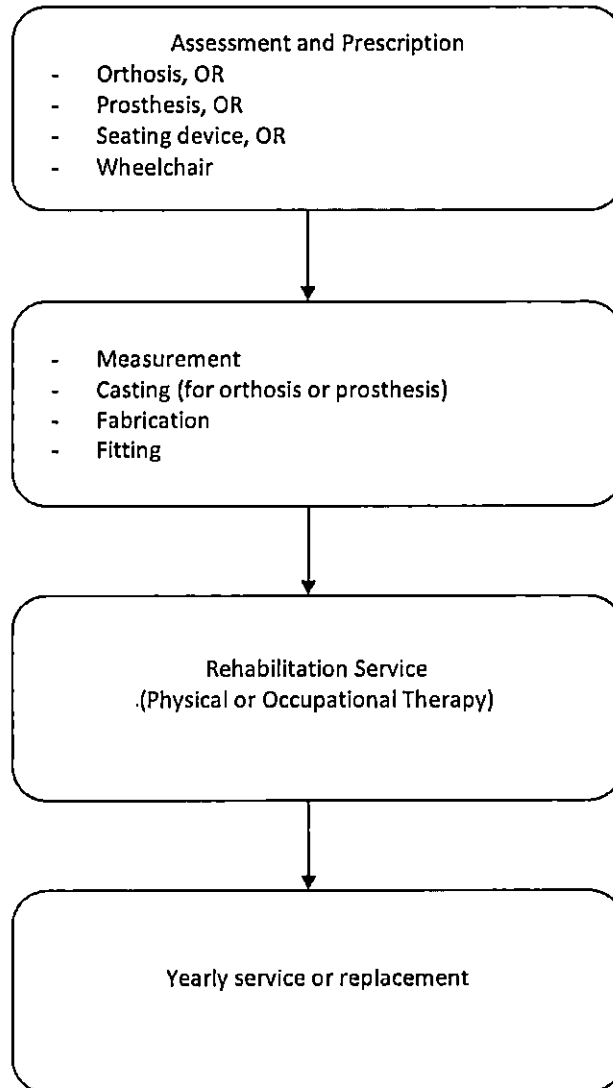 Assessment and Prescription
- Orthosis, OR
- Prosthesis, OR
- Seating device, OR
- Wheelchair
- Measurement
- Casting (for orthosis or prosthesis)
- Fabrication
- Fitting
Rehabilitation Service
.(Physical or Occupational Therapy)
Yearly service or replacement